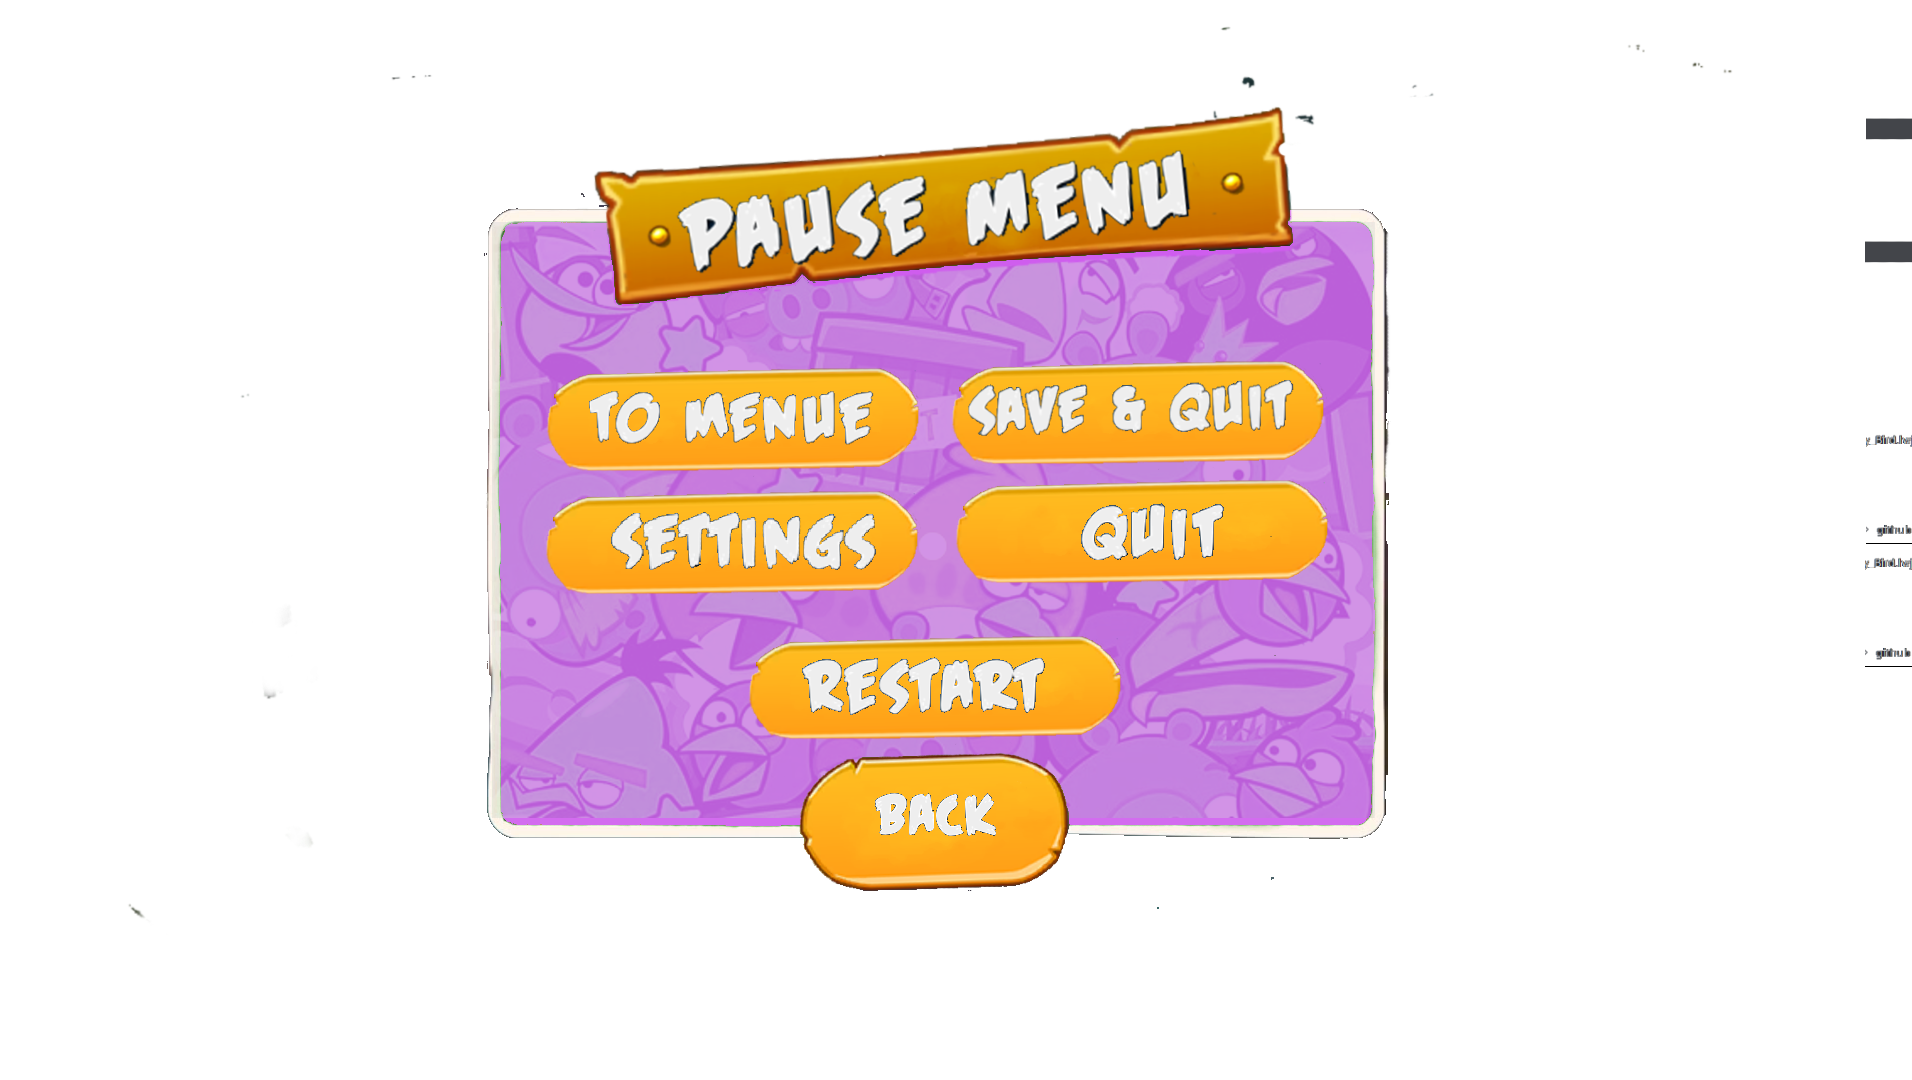 PAUSE MENU
TO MENUE
SAVE & QUIT
SETTINGS
QUIT
RESTART
BACK